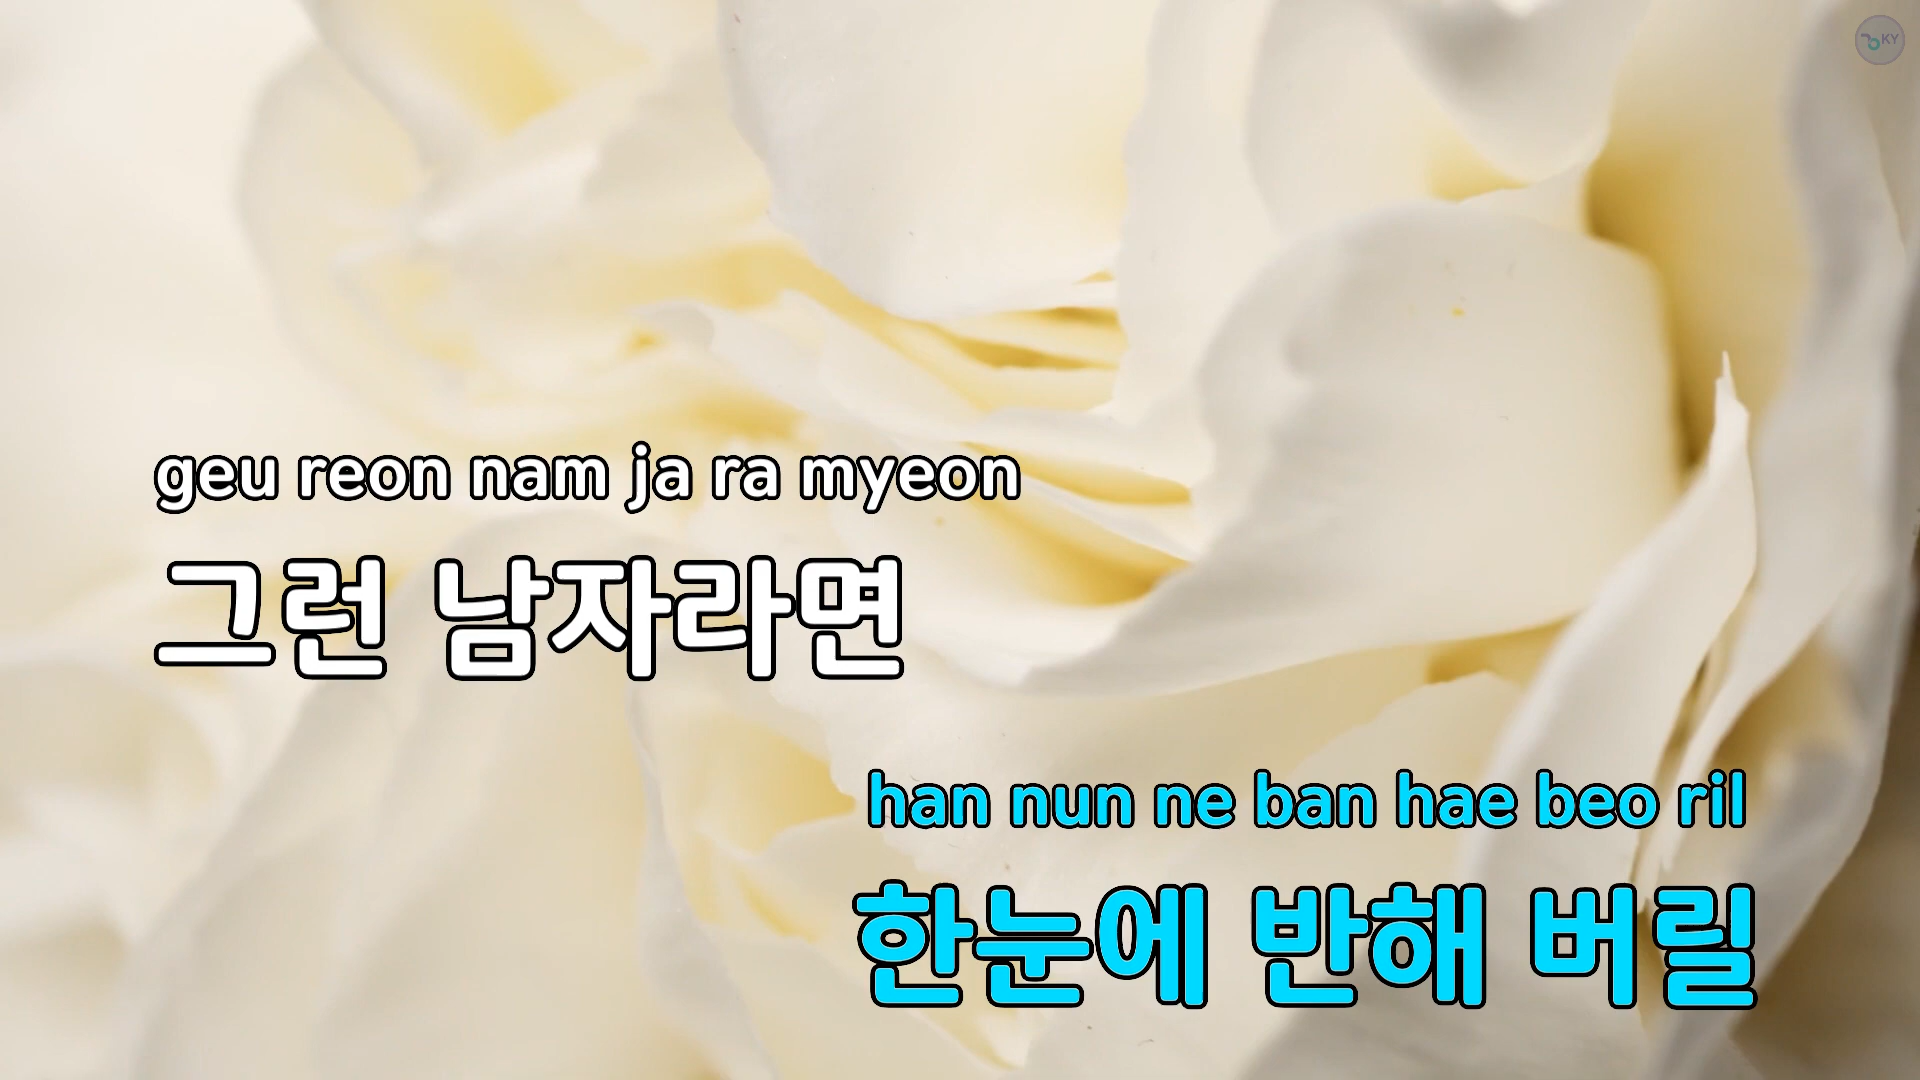 KY
geu reon nam ja ra myeon
그런 남자라면
han nun ne ban hae beo ril
한눈에 반해 버릴